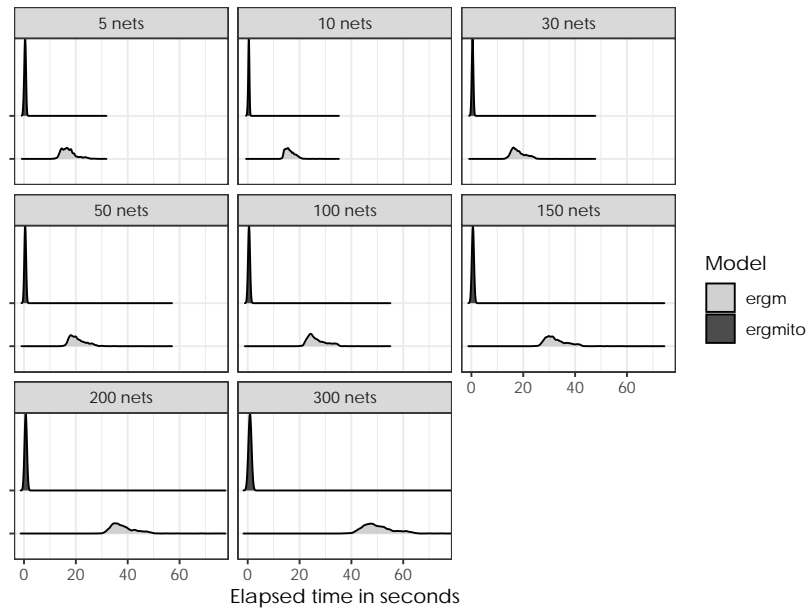 5 nets
10 nets
30 nets
50 nets
100 nets
150 nets
Model
ergm
ergmito
0 20 40 60
200 nets
300 nets
0 20 40 60
0 20 40 60
Elapsed time in seconds